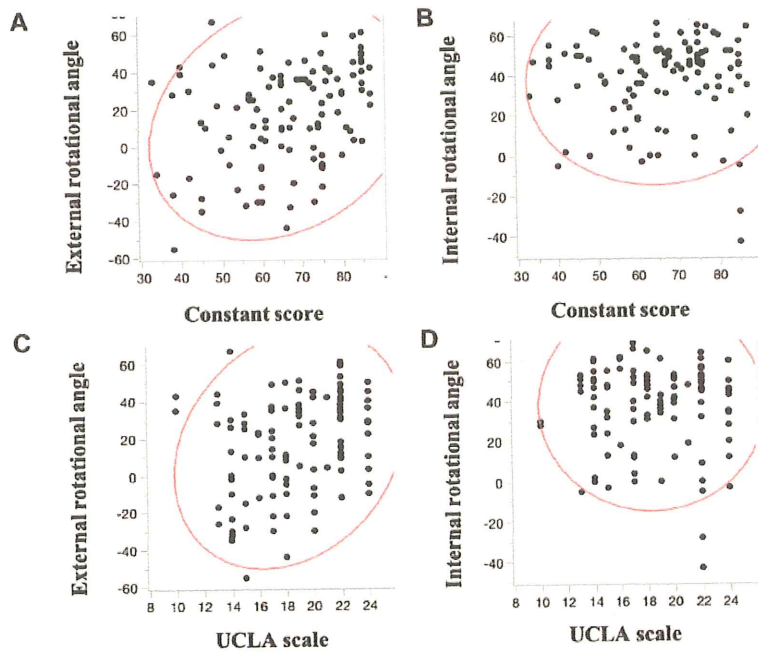 A
External rotational angle
60
40
20
0
-20
-40
-60
30 40 50 60 70 80
Constant score
B
Internal rotational angle
60
40
20
0
-20
-40
30 40 50 60 70 80
Constant score
C
External rotational angle
60
40
20
0
-20
-40
-60
8 10 12 14 16 18 20 22 24
UCLA scale
D
Internal rotational angle
60
40
20
0
-20
-40
8 10 12 14 16 18 20 22 24
UCLA scale